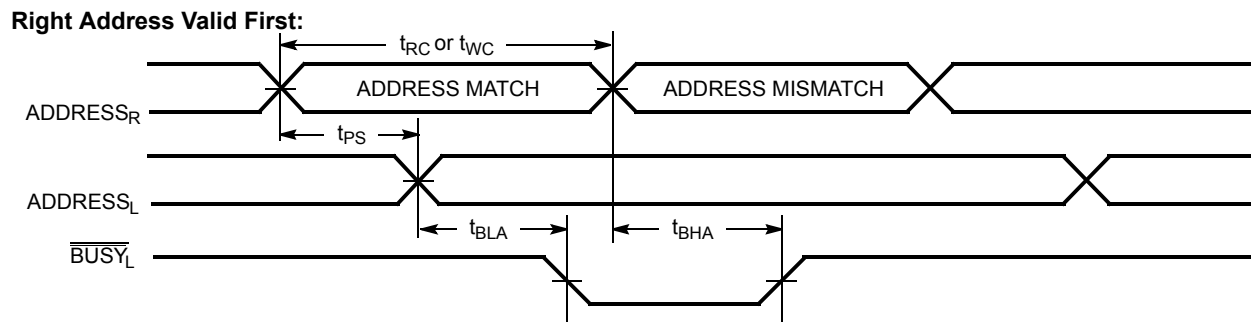 Right Address Valid First:
tRC or tWC
ADDRESS MATCH
ADDRESS MISMATCH
ADDRESSR
tPS
ADDRESSL
tBLA
tBHA
BUSYL